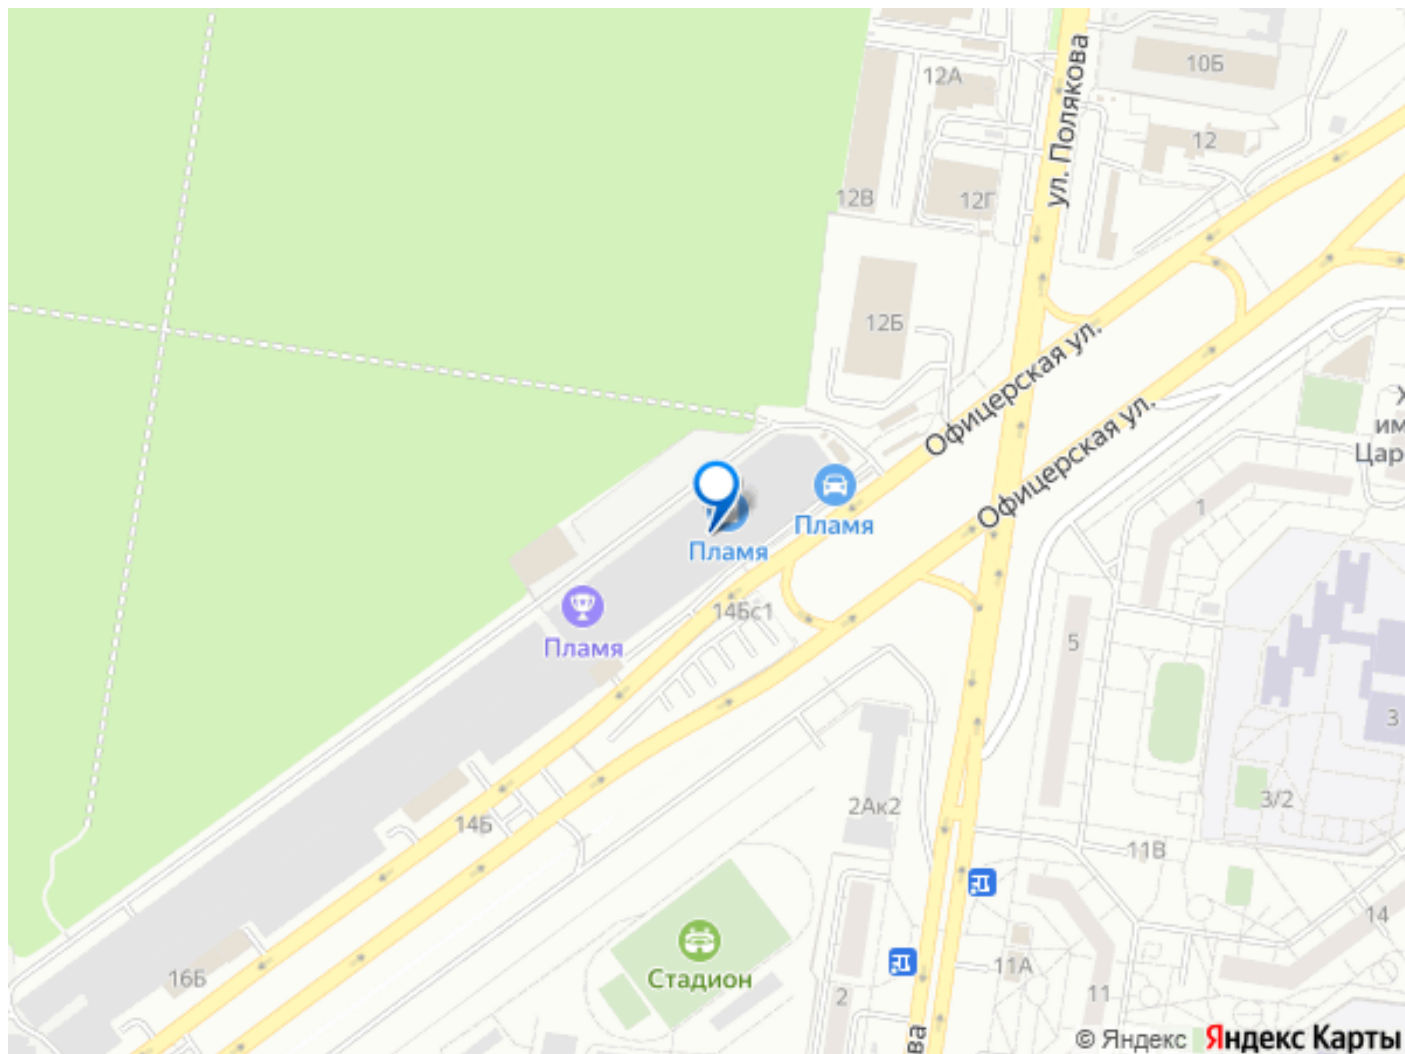 10Б
12А
ул. Полякова
12
12В
12Г
12Б
Офицерская ул.
Х
им
Цар
Офицерская ул.
1
Пламя
Пламя
14Бс1
5
Пламя
3
3/2
2Ак2
14Б
11В
14
Стадион
16Б
11А
2
11
ва
© Яндекс
Яндекс Карты